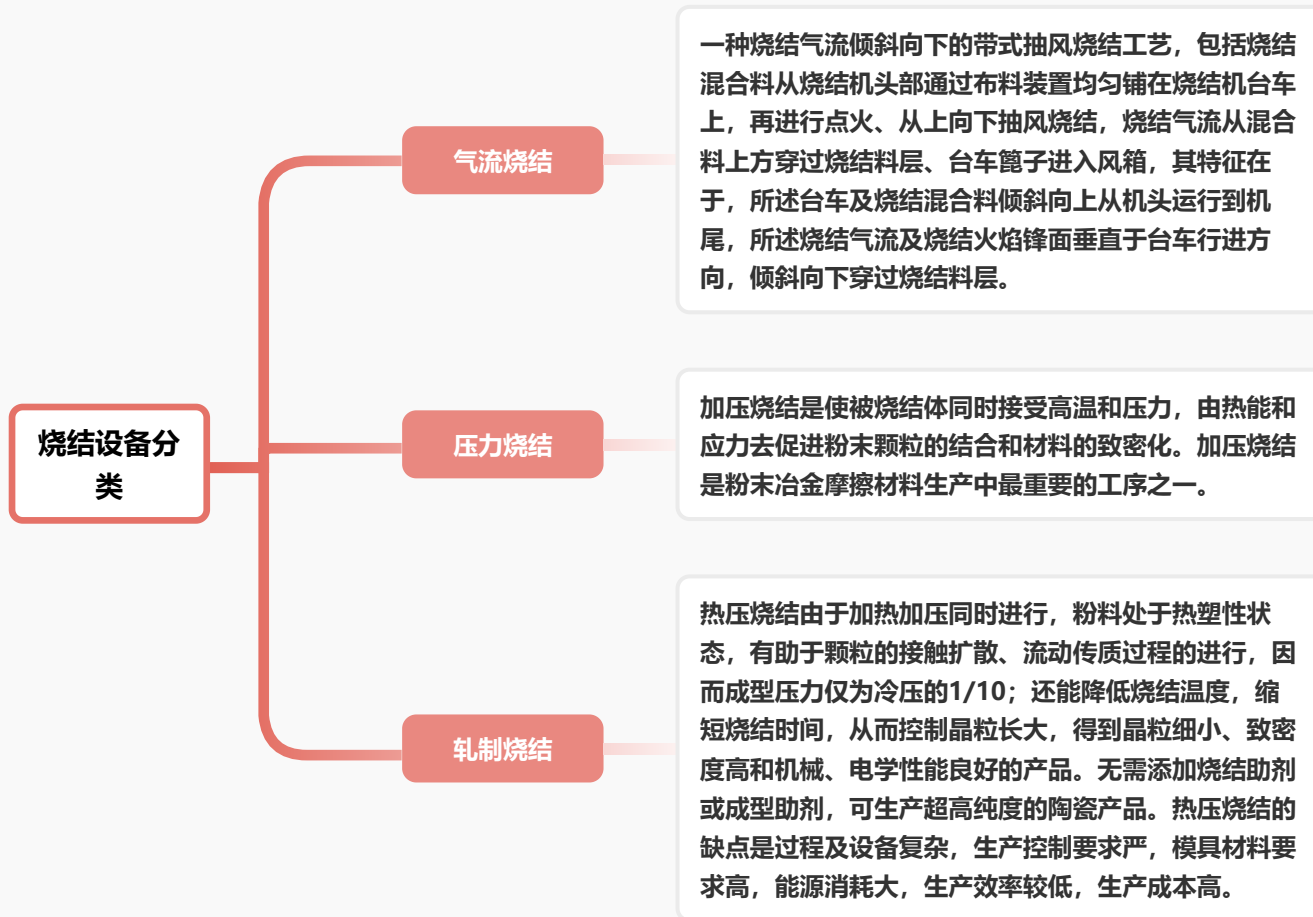 烧结设备分
类
气流烧结
一种烧结气流倾斜向下的带式抽风烧结工艺，包括烧结
混合料从烧结机头部通过布料装置均匀铺在烧结机台车
上，再进行点火、从上向下抽风烧结，烧结气流从混合
料上方穿过烧结料层、台车篦子进入风箱，其特征在
于，所述台车及烧结混合料倾斜向上从机头运行到机
尾，所述烧结气流及烧结火焰锋面垂直于台车行进方
向，倾斜向下穿过烧结料层。
压力烧结
加压烧结是使被烧结体同时接受高温和压力，由热能和
应力去促进粉末颗粒的结合和材料的致密化。加压烧结
是粉末冶金摩擦材料生产中最重要的工序之一。
轧制烧结
热压烧结由于加热加压同时进行，粉料处于热塑性状
态，有助于颗粒的接触扩散、流动传质过程的进行，因
而成型压力仅为冷压的1/10；还能降低烧结温度，缩
短烧结时间，从而控制晶粒长大，得到晶粒细小、致密
度高和机械、电学性能良好的产品。无需添加烧结助剂
或成型助剂，可生产超高纯度的陶瓷产品。热压烧结的
缺点是过程及设备复杂，生产控制要求严，模具材料要
求高，能源消耗大，生产效率较低，生产成本高。